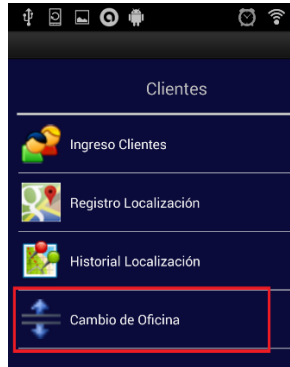 Clientes
Ingreso Clientes
Registro Localización
Historial Localización
Cambio de Oficina